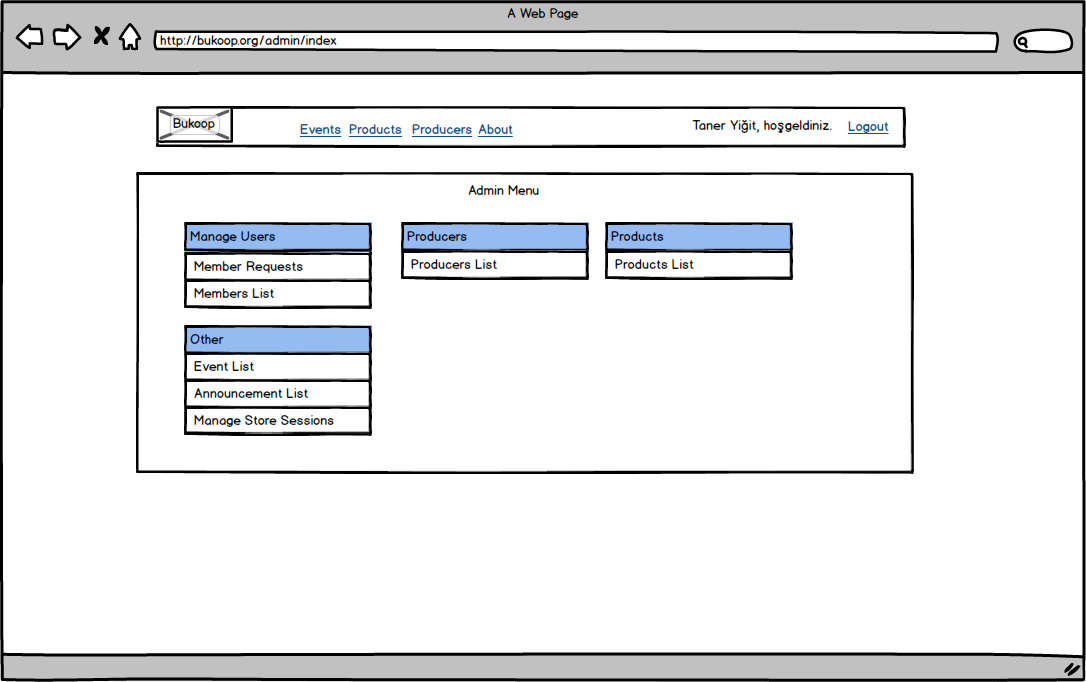 A Web Page
http://bukoop.org/admin/index
Bukoop
Events Products Producers About
Taner Yiğit, hoşgeldiniz. Logout
Admin Menu
Manage Users
Member Requests
Members List
Producers
Producers List
Products
Products List
Other
Event List
Announcement List
Manage Store Sessions